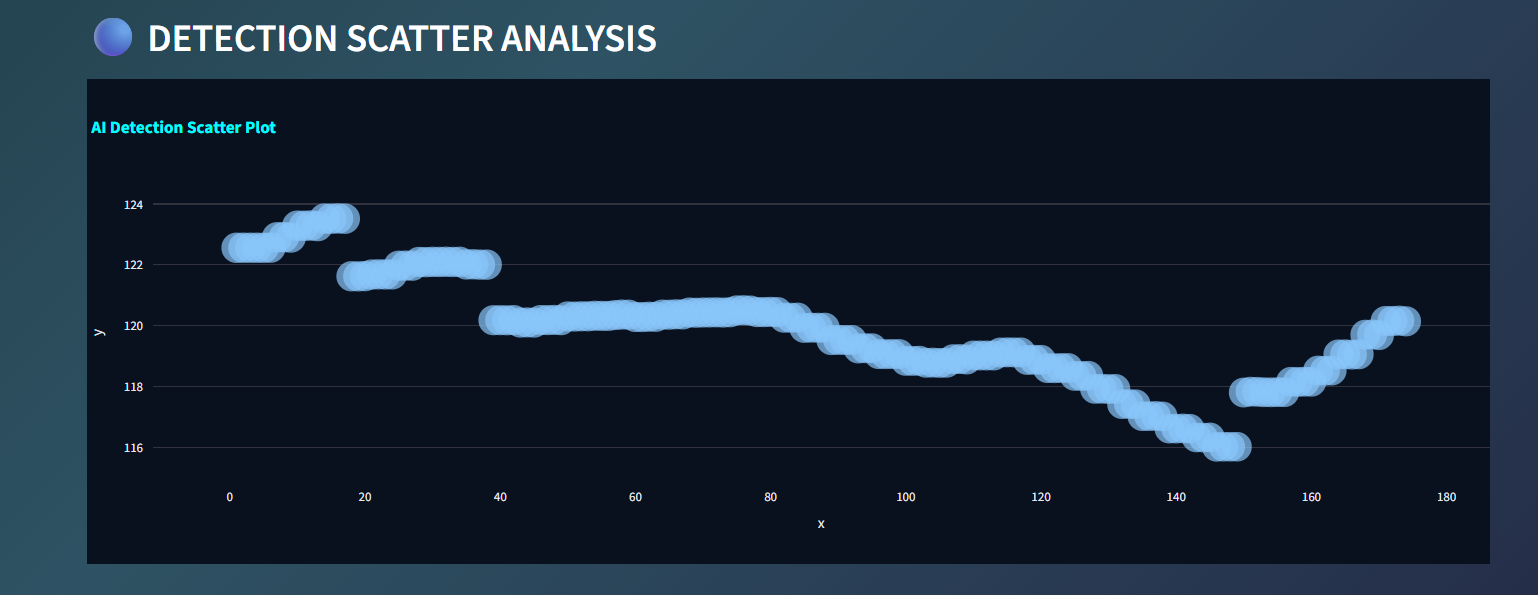 DETECTION SCATTER ANALYSIS
AI Detection Scatter Plot
124
122
120
118
116
y
0 20 40 60 80 100 120 140 160 180
x